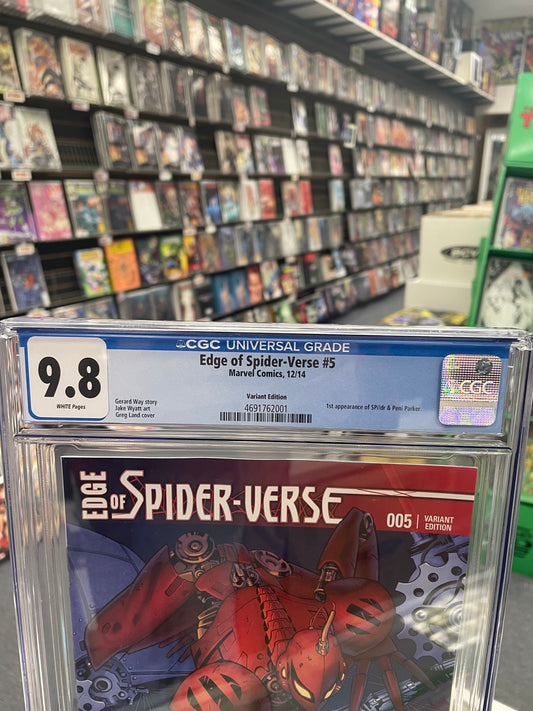 CGC UNIVERSAL GRADE
9.8
WHITE Pages
Edge of Spider-Verse #5
Marvel Comics, 12/14
Variant Edition
Gerard Way story
Jake Wyatt art
Greg Land cover
4691762001
1st appearance of SP//dr & Peni Parker.
CGC
EDGE OF SPIDER-VERSE
005 | VARIANT EDITION